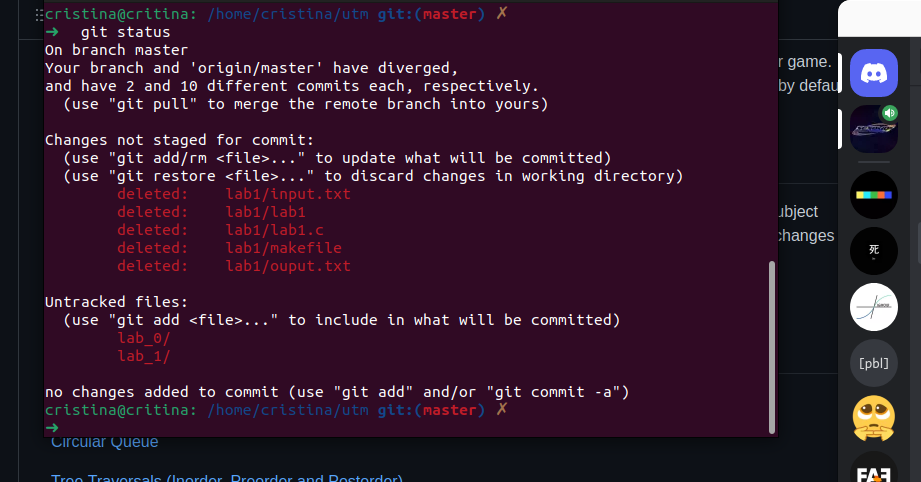 cristina@critina: /home/cristina/utm git:(master) ✗
➜ git status
On branch master
Your branch and 'origin/master' have diverged,
and have 2 and 10 different commits each, respectively.
(use "git pull" to merge the remote branch into yours)
Changes not staged for commit:
(use "git add/rm <file>..." to update what will be committed)
(use "git restore <file>..." to discard changes in working directory)
deleted: lab1/input.txt
deleted: lab1/lab1
deleted: lab1/lab1.c
deleted: lab1/makefile
deleted: lab1/ouput.txt
Untracked files:
(use "git add <file>..." to include in what will be committed)
lab_0/
lab_1/
no changes added to commit (use "git add" and/or "git commit -a")
cristina@critina: /home/cristina/utm git:(master) ✗
➜
Circular Queue
Tree Traversals (Inorder, Preorder and Postorder)
r game.
by defau
ubject
changes
死
[pbl]
FAF